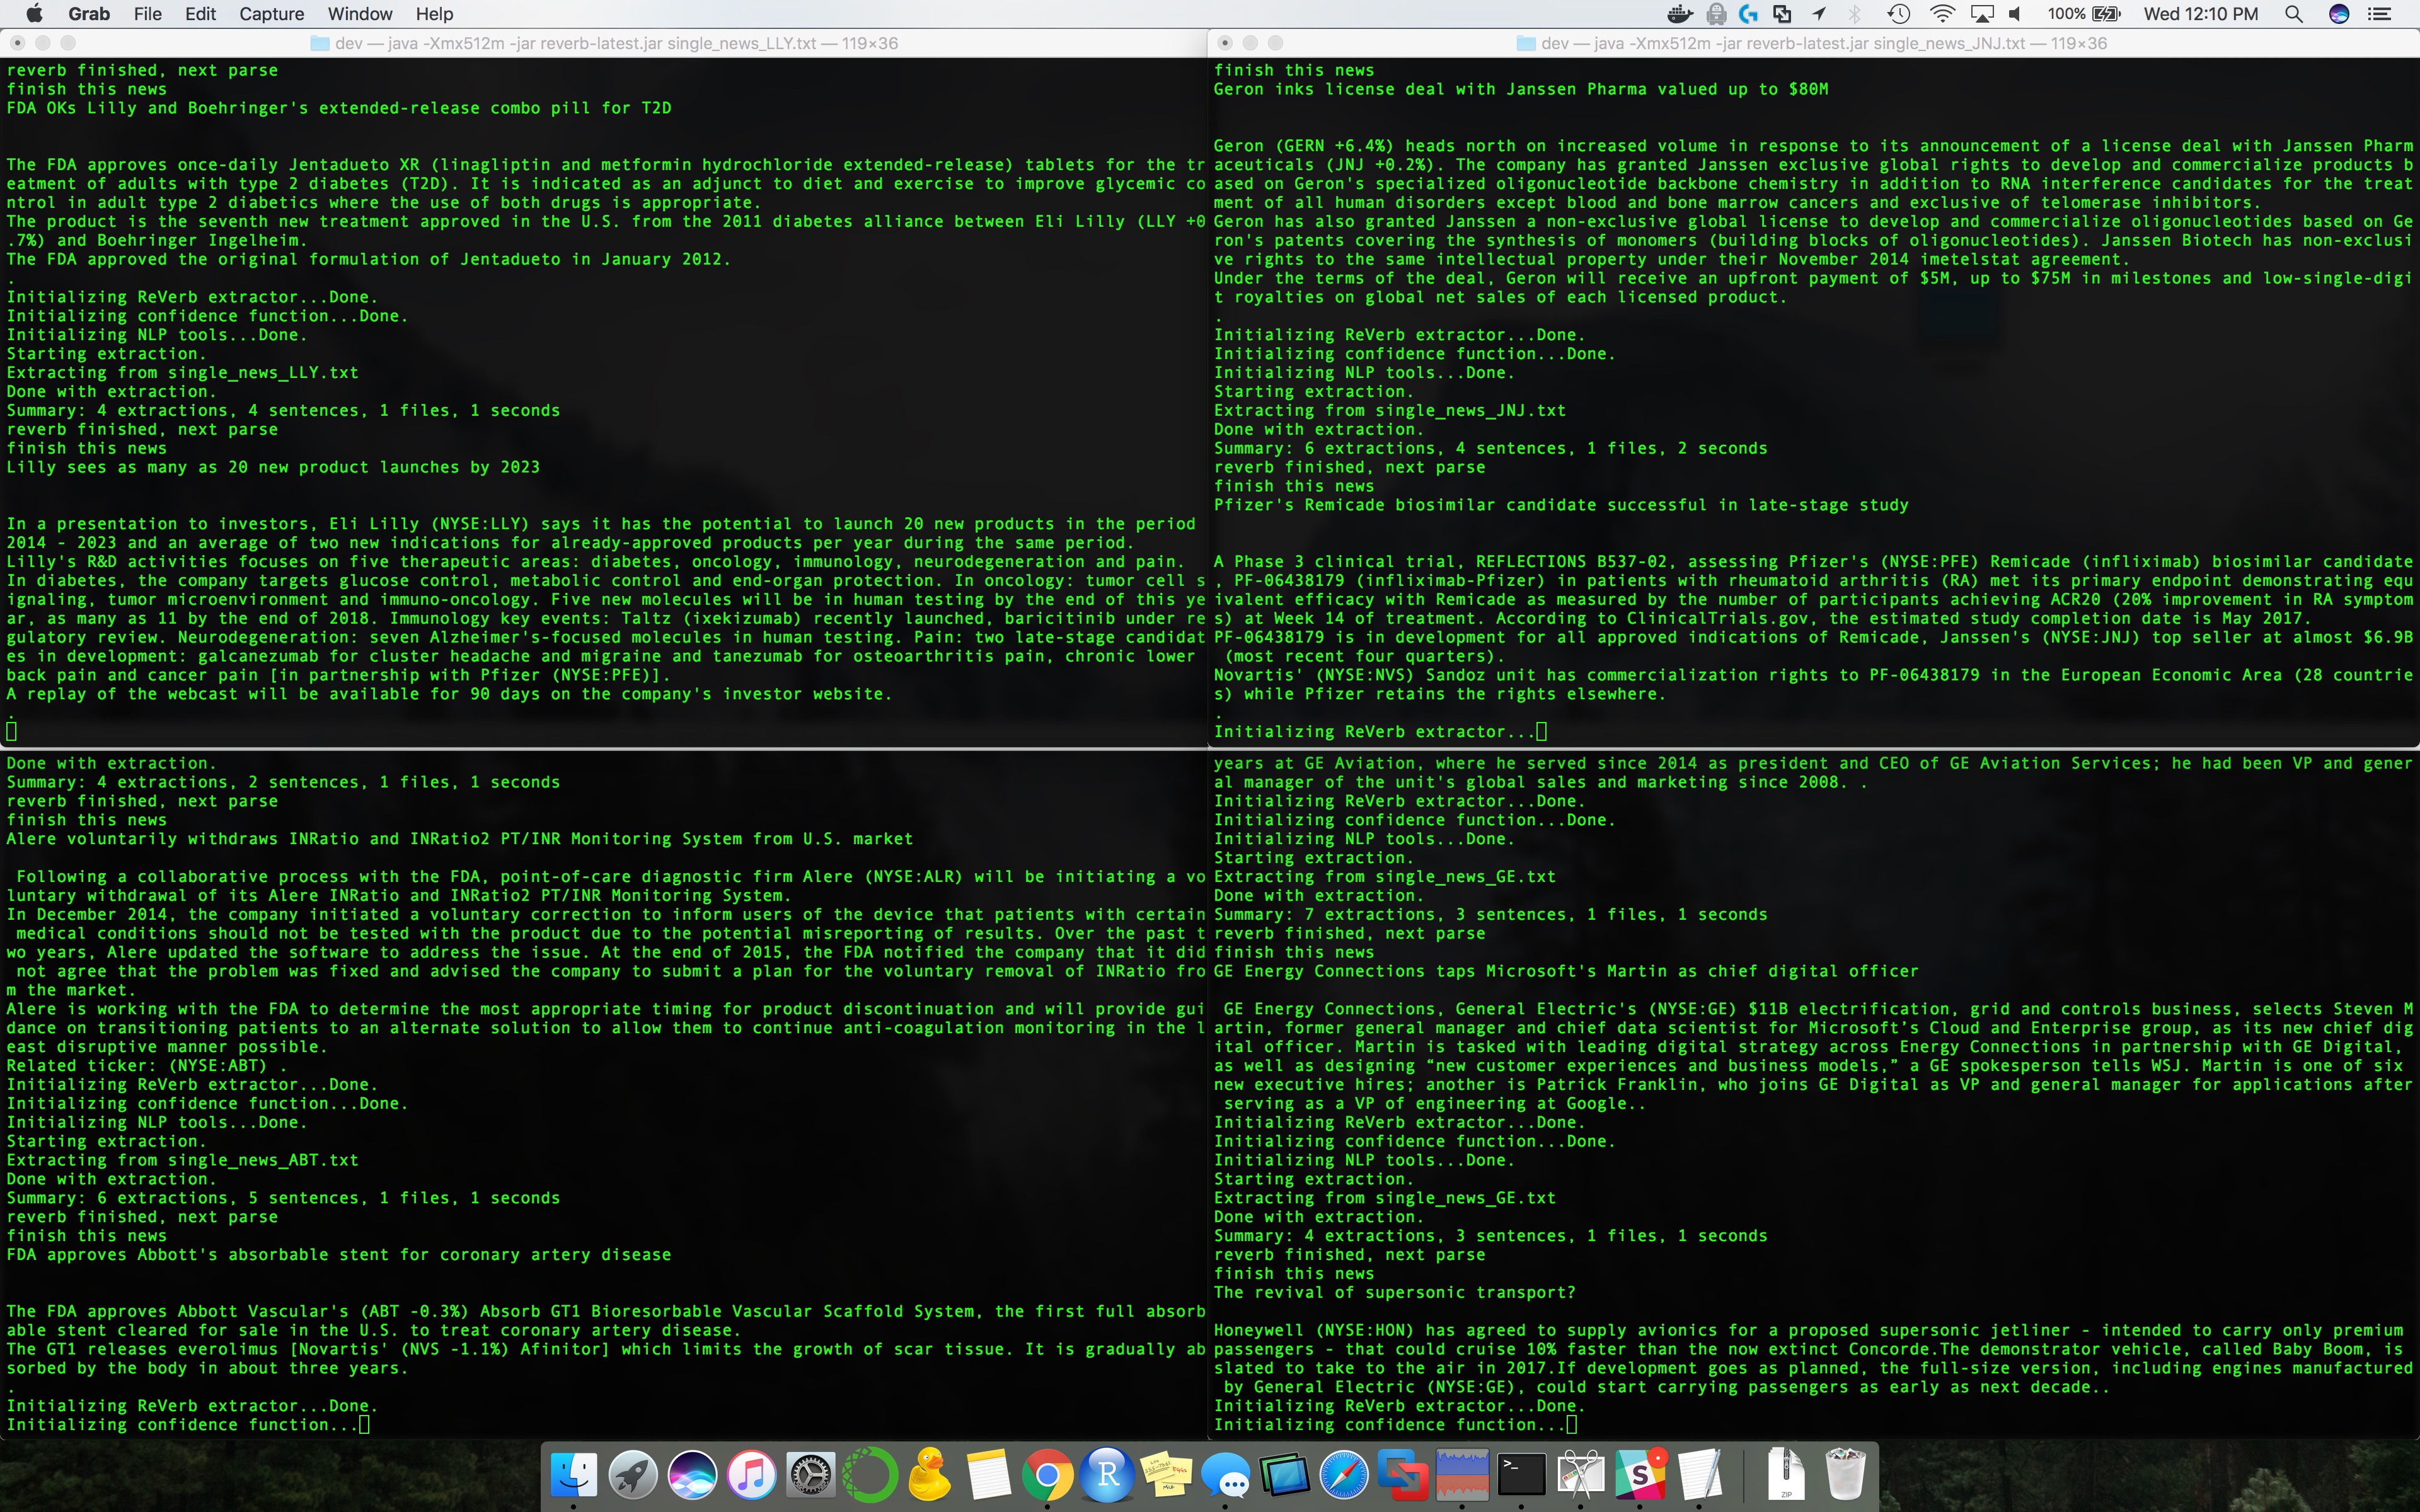 Grab File Edit Capture Window Help 100% Wed 12:10 PM
dev — java -Xmx512m -jar reverb-latest.jar single_news_LLY.txt — 119×36
reverb finished, next parse
finish this news
FDA OKs Lilly and Boehringer's extended-release combo pill for T2D
The FDA approves once-daily Jentadueto XR (linagliptin and metformin hydrochloride extended-release) tablets for the tr
eatment of adults with type 2 diabetes (T2D). It is indicated as an adjunct to diet and exercise to improve glycemic co
ntrol in adult type 2 diabetics where the use of both drugs is appropriate.
The product is the seventh new treatment approved in the U.S. from the 2011 diabetes alliance between Eli Lilly (LLY +0
.7%) and Boehringer Ingelheim.
The FDA approved the original formulation of Jentadueto in January 2012.
.
Initializing ReVerb extractor...Done.
Initializing confidence function...Done.
Initializing NLP tools...Done.
Starting extraction.
Extracting from single_news_LLY.txt
Done with extraction.
Summary: 4 extractions, 4 sentences, 1 files, 1 seconds
reverb finished, next parse
finish this news
Lilly sees as many as 20 new product launches by 2023
In a presentation to investors, Eli Lilly (NYSE:LLY) says it has the potential to launch 20 new products in the period
2014 - 2023 and an average of two new indications for already-approved products per year during the same period.
Lilly's R&D activities focuses on five therapeutic areas: diabetes, oncology, immunology, neurodegeneration and pain.
In diabetes, the company targets glucose control, metabolic control and end-organ protection. In oncology: tumor cell s
ignaling, tumor microenvironment and immuno-oncology. Five new molecules will be in human testing by the end of this ye
ar, as many as 11 by the end of 2018. Immunology key events: Taltz (ixekizumab) recently launched, baricitinib under re
gulatory review. Neurodegeneration: seven Alzheimer's-focused molecules in human testing. Pain: two late-stage candidat
es in development: galcanezumab for cluster headache and migraine and tanezumab for osteoarthritis pain, chronic lower
back pain and cancer pain [in partnership with Pfizer (NYSE:PFE)].
A replay of the webcast will be available for 90 days on the company's investor website.
.
dev — java -Xmx512m -jar reverb-latest.jar single_news_JNJ.txt — 119×36
finish this news
Geron inks license deal with Janssen Pharma valued up to $80M
Geron (GERN +6.4%) heads north on increased volume in response to its announcement of a license deal with Janssen Pharm
aceuticals (JNJ +0.2%). The company has granted Janssen exclusive global rights to develop and commercialize products b
ased on Geron's specialized oligonucleotide backbone chemistry in addition to RNA interference candidates for the treat
ment of all human disorders except blood and bone marrow cancers and exclusive of telomerase inhibitors.
Geron has also granted Janssen a non-exclusive global license to develop and commercialize oligonucleotides based on Ge
ron's patents covering the synthesis of monomers (building blocks of oligonucleotides). Janssen Biotech has non-exclusi
ve rights to the same intellectual property under their November 2014 imetelstat agreement.
Under the terms of the deal, Geron will receive an upfront payment of $5M, up to $75M in milestones and low-single-digi
t royalties on global net sales of each licensed product.
.
Initializing ReVerb extractor...Done.
Initializing confidence function...Done.
Initializing NLP tools...Done.
Starting extraction.
Extracting from single_news_JNJ.txt
Done with extraction.
Summary: 6 extractions, 4 sentences, 1 files, 2 seconds
reverb finished, next parse
finish this news
Pfizer's Remicade biosimilar candidate successful in late-stage study
A Phase 3 clinical trial, REFLECTIONS B537-02, assessing Pfizer's (NYSE:PFE) Remicade (infliximab) biosimilar candidate
, PF-06438179 (infliximab-Pfizer) in patients with rheumatoid arthritis (RA) met its primary endpoint demonstrating equ
ivalent efficacy with Remicade as measured by the number of participants achieving ACR20 (20% improvement in RA symptom
s) at Week 14 of treatment. According to ClinicalTrials.gov, the estimated study completion date is May 2017.
PF-06438179 is in development for all approved indications of Remicade, Janssen's (NYSE:JNJ) top seller at almost $6.9B
(most recent four quarters).
Novartis' (NYSE:NVS) Sandoz unit has commercialization rights to PF-06438179 in the European Economic Area (28 countrie
s) while Pfizer retains the rights elsewhere.
.
Initializing ReVerb extractor...
Done with extraction.
Summary: 4 extractions, 2 sentences, 1 files, 1 seconds
reverb finished, next parse
finish this news
Alere voluntarily withdraws INRatio and INRatio2 PT/INR Monitoring System from U.S. market
Following a collaborative process with the FDA, point-of-care diagnostic firm Alere (NYSE:ALR) will be initiating a vo
luntary withdrawal of its Alere INRatio and INRatio2 PT/INR Monitoring System.
In December 2014, the company initiated a voluntary correction to inform users of the device that patients with certain
medical conditions should not be tested with the product due to the potential misreporting of results. Over the past t
wo years, Alere updated the software to address the issue. At the end of 2015, the FDA notified the company that it did
not agree that the problem was fixed and advised the company to submit a plan for the voluntary removal of INRatio fro
m the market.
Alere is working with the FDA to determine the most appropriate timing for product discontinuation and will provide gui
dance on transitioning patients to an alternate solution to allow them to continue anti-coagulation monitoring in the l
east disruptive manner possible.
Related ticker: (NYSE:ABT) .
Initializing ReVerb extractor...Done.
Initializing confidence function...Done.
Initializing NLP tools...Done.
Starting extraction.
Extracting from single_news_ABT.txt
Done with extraction.
Summary: 6 extractions, 5 sentences, 1 files, 1 seconds
reverb finished, next parse
finish this news
FDA approves Abbott's absorbable stent for coronary artery disease
The FDA approves Abbott Vascular's (ABT -0.3%) Absorb GT1 Bioresorbable Vascular Scaffold System, the first full absorb
able stent cleared for sale in the U.S. to treat coronary artery disease.
The GT1 releases everolimus [Novartis' (NVS -1.1%) Afinitor] which limits the growth of scar tissue. It is gradually ab
sorbed by the body in about three years.
.
Initializing ReVerb extractor...Done.
Initializing confidence function...
years at GE Aviation, where he served since 2014 as president and CEO of GE Aviation Services; he had been VP and gener
al manager of the unit's global sales and marketing since 2008. .
Initializing ReVerb extractor...Done.
Initializing confidence function...Done.
Initializing NLP tools...Done.
Starting extraction.
Extracting from single_news_GE.txt
Done with extraction.
Summary: 7 extractions, 3 sentences, 1 files, 1 seconds
reverb finished, next parse
finish this news
GE Energy Connections taps Microsoft's Martin as chief digital officer
GE Energy Connections, General Electric's (NYSE:GE) $11B electrification, grid and controls business, selects Steven M
artin, former general manager and chief data scientist for Microsoft’s Cloud and Enterprise group, as its new chief dig
ital officer. Martin is tasked with leading digital strategy across Energy Connections in partnership with GE Digital,
as well as designing “new customer experiences and business models,” a GE spokesperson tells WSJ. Martin is one of six
new executive hires; another is Patrick Franklin, who joins GE Digital as VP and general manager for applications after
serving as a VP of engineering at Google..
Initializing ReVerb extractor...Done.
Initializing confidence function...Done.
Initializing NLP tools...Done.
Starting extraction.
Extracting from single_news_GE.txt
Done with extraction.
Summary: 4 extractions, 3 sentences, 1 files, 1 seconds
reverb finished, next parse
finish this news
The revival of supersonic transport?
Honeywell (NYSE:HON) has agreed to supply avionics for a proposed supersonic jetliner - intended to carry only premium
passengers - that could cruise 10% faster than the now extinct Concorde.The demonstrator vehicle, called Baby Boom, is
slated to take to the air in 2017.If development goes as planned, the full-size version, including engines manufactured
by General Electric (NYSE:GE), could start carrying passengers as early as next decade..
Initializing ReVerb extractor...Done.
Initializing confidence function...
R
>_
S
ZIP